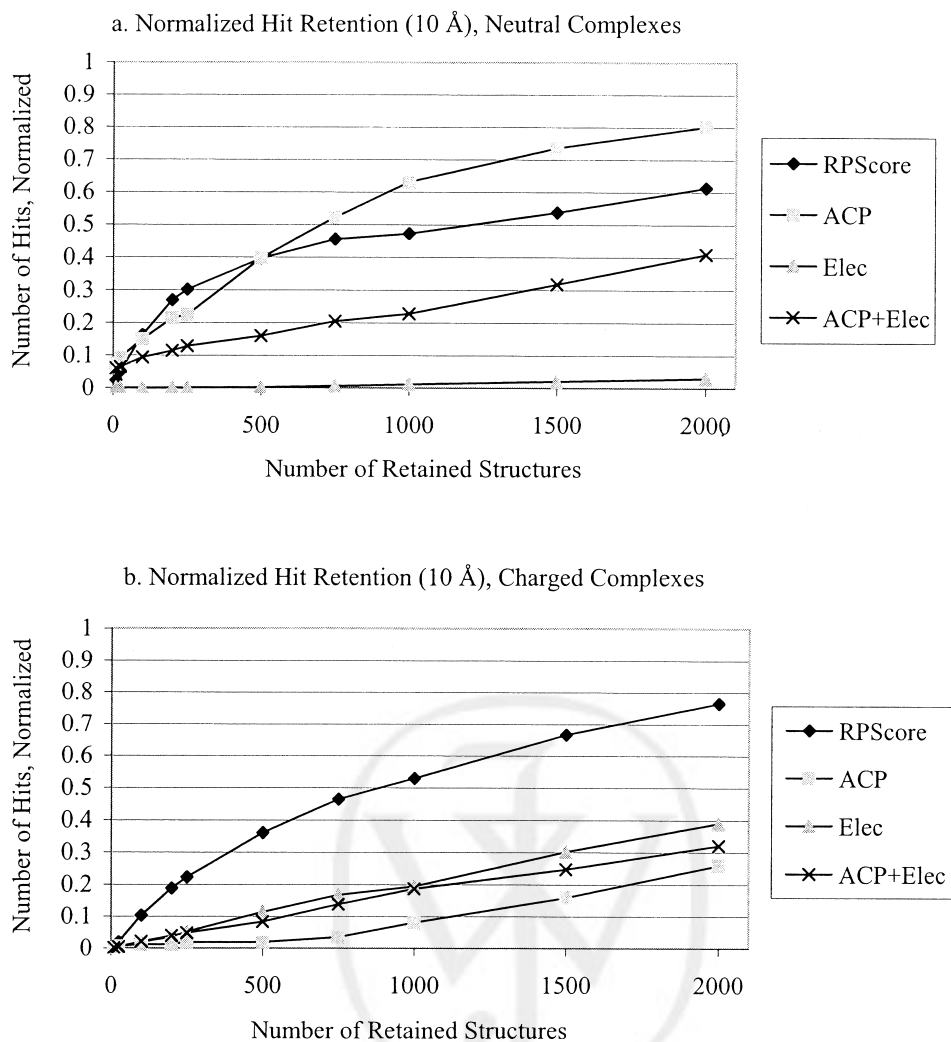 a. Normalized Hit Retention (10 Å), Neutral Complexes
Number of Hits, Normalized
1
0.9
0.8
0.7
0.6
0.5
0.4
0.3
0.2
0.1
0
0 500 1000 1500 2000
Number of Retained Structures
RPScore
ACP
Elec
ACP+Elec
b. Normalized Hit Retention (10 Å), Charged Complexes
Number of Hits, Normalized
1
0.9
0.8
0.7
0.6
0.5
0.4
0.3
0.2
0.1
0
0 500 1000 1500 2000
Number of Retained Structures
RPScore
ACP
Elec
ACP+Elec